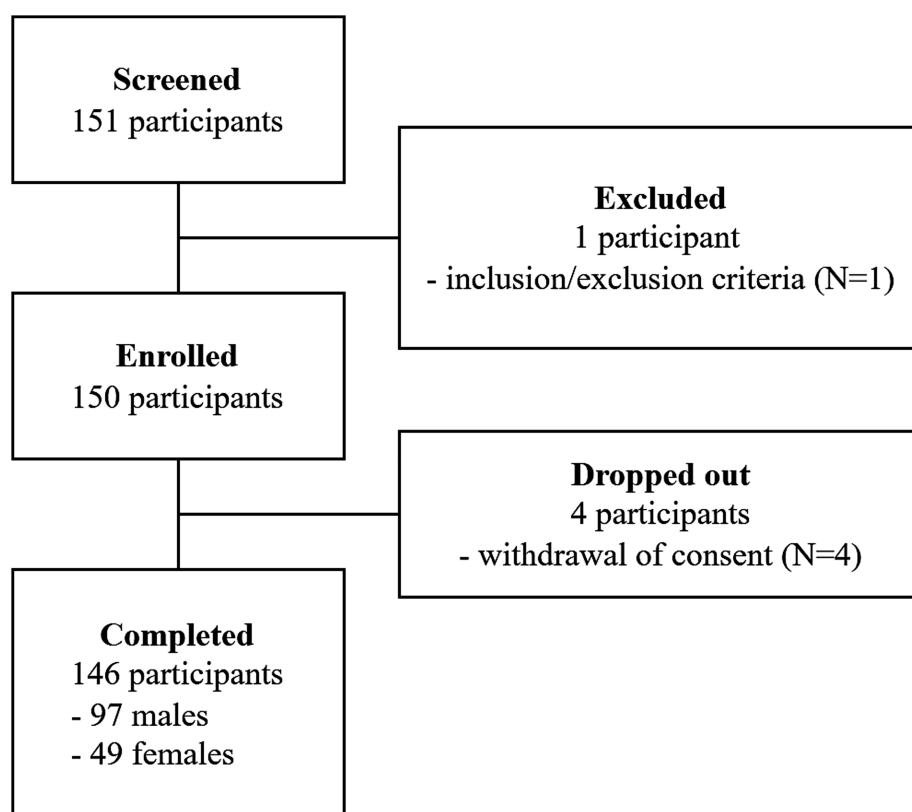 Screened
151 participants
Excluded
1 participant
- inclusion/exclusion criteria (N=1)
Enrolled
150 participants
Dropped out
4 participants
- withdrawal of consent (N=4)
Completed
146 participants
- 97 males
- 49 females